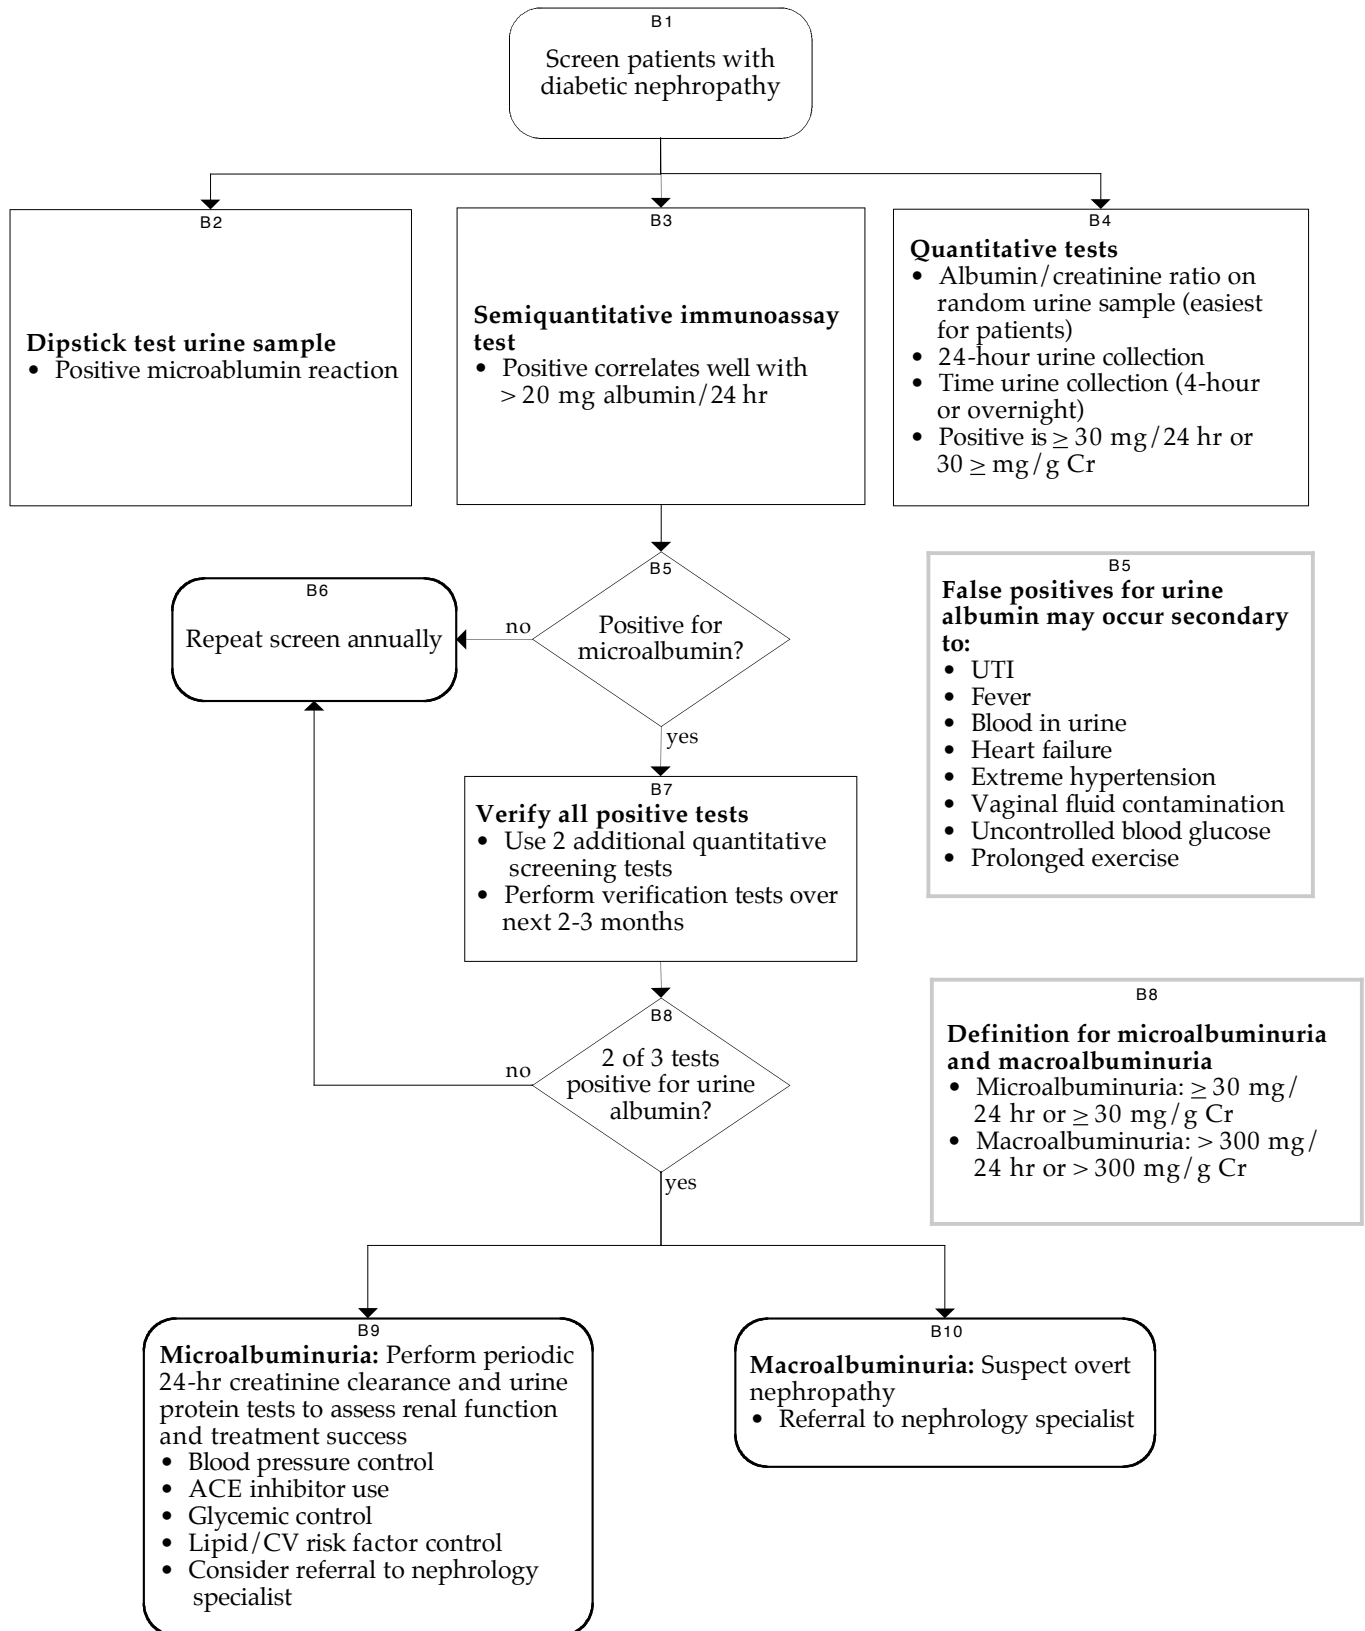 B1
Screen patients with
diabetic nephropathy
B2
Dipstick test urine sample
• Positive microablumin reaction
B3
Semiquantitative immunoassay
test
• Positive correlates well with
> 20 mg albumin/24 hr
B4
Quantitative tests
• Albumin/creatinine ratio on
random urine sample (easiest
for patients)
• 24-hour urine collection
• Time urine collection (4-hour
or overnight)
• Positive is ≥ 30 mg/24 hr or
30 ≥ mg/g Cr
B5
Positive for
microalbumin?
no
yes
B6
Repeat screen annually
B5
False positives for urine
albumin may occur secondary
to:
• UTI
• Fever
• Blood in urine
• Heart failure
• Extreme hypertension
• Vaginal fluid contamination
• Uncontrolled blood glucose
• Prolonged exercise
B7
Verify all positive tests
• Use 2 additional quantitative
screening tests
• Perform verification tests over
next 2-3 months
B8
2 of 3 tests
positive for urine
albumin?
no
yes
B8
Definition for microalbuminuria
and macroalbuminuria
• Microalbuminuria: ≥ 30 mg/
24 hr or ≥ 30 mg/g Cr
• Macroalbuminuria: > 300 mg/
24 hr or > 300 mg/g Cr
B9
Microalbuminuria: Perform periodic
24-hr creatinine clearance and urine
protein tests to assess renal function
and treatment success
• Blood pressure control
• ACE inhibitor use
• Glycemic control
• Lipid/CV risk factor control
• Consider referral to nephrology
specialist
B10
Macroalbuminuria: Suspect overt
nephropathy
• Referral to nephrology specialist